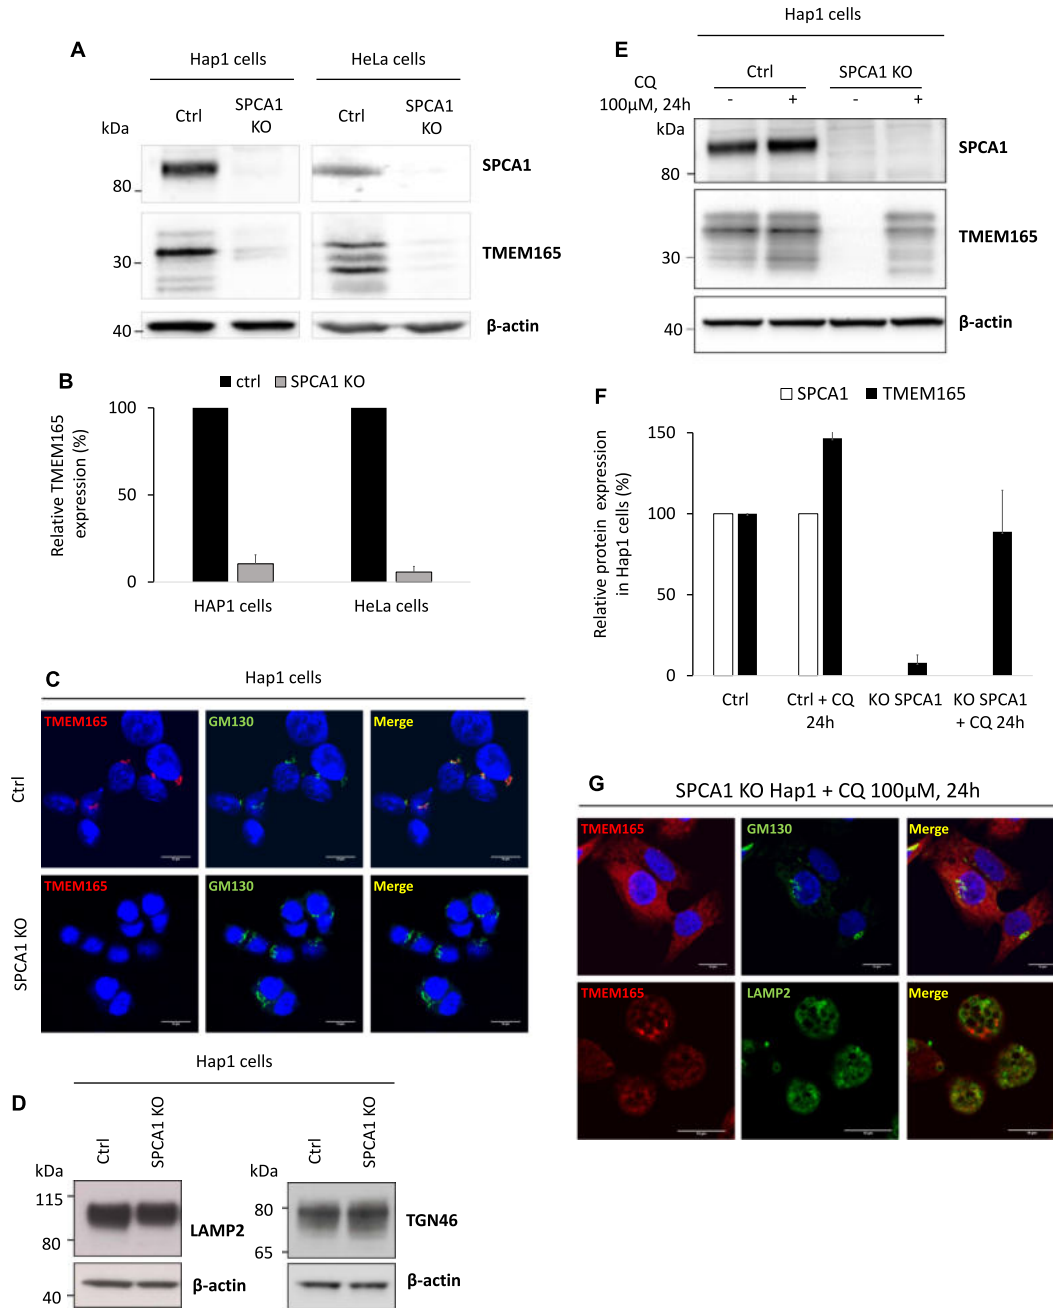 A
Hap1 cells
HeLa cells
Ctrl
SPCA1 KO
Ctrl
SPCA1 KO
kDa
80
SPCA1
30
TMEM165
40
β-actin
B
ctrl
SPCA1 KO
Relative TMEM165 expression (%)
100
50
0
HAP1 cells
HeLa cells
C
Hap1 cells
Ctrl
TMEM165
GM130
Merge
SPCA1 KO
TMEM165
GM130
Merge
D
Hap1 cells
Ctrl
SPCA1 KO
kDa
115
80
LAMP2
40
β-actin
Ctrl
SPCA1 KO
kDa
80
65
TGN46
β-actin
E
Hap1 cells
Ctrl
SPCA1 KO
CQ
100μM, 24h
- + - +
kDa
80
SPCA1
30
TMEM165
40
β-actin
F
SPCA1
TMEM165
Relative protein expression in Hap1 cells (%)
150
100
50
0
Ctrl
Ctrl + CQ 24h
KO SPCA1
KO SPCA1 + CQ 24h
G
SPCA1 KO Hap1 + CQ 100μM, 24h
TMEM165
GM130
Merge
TMEM165
LAMP2
Merge